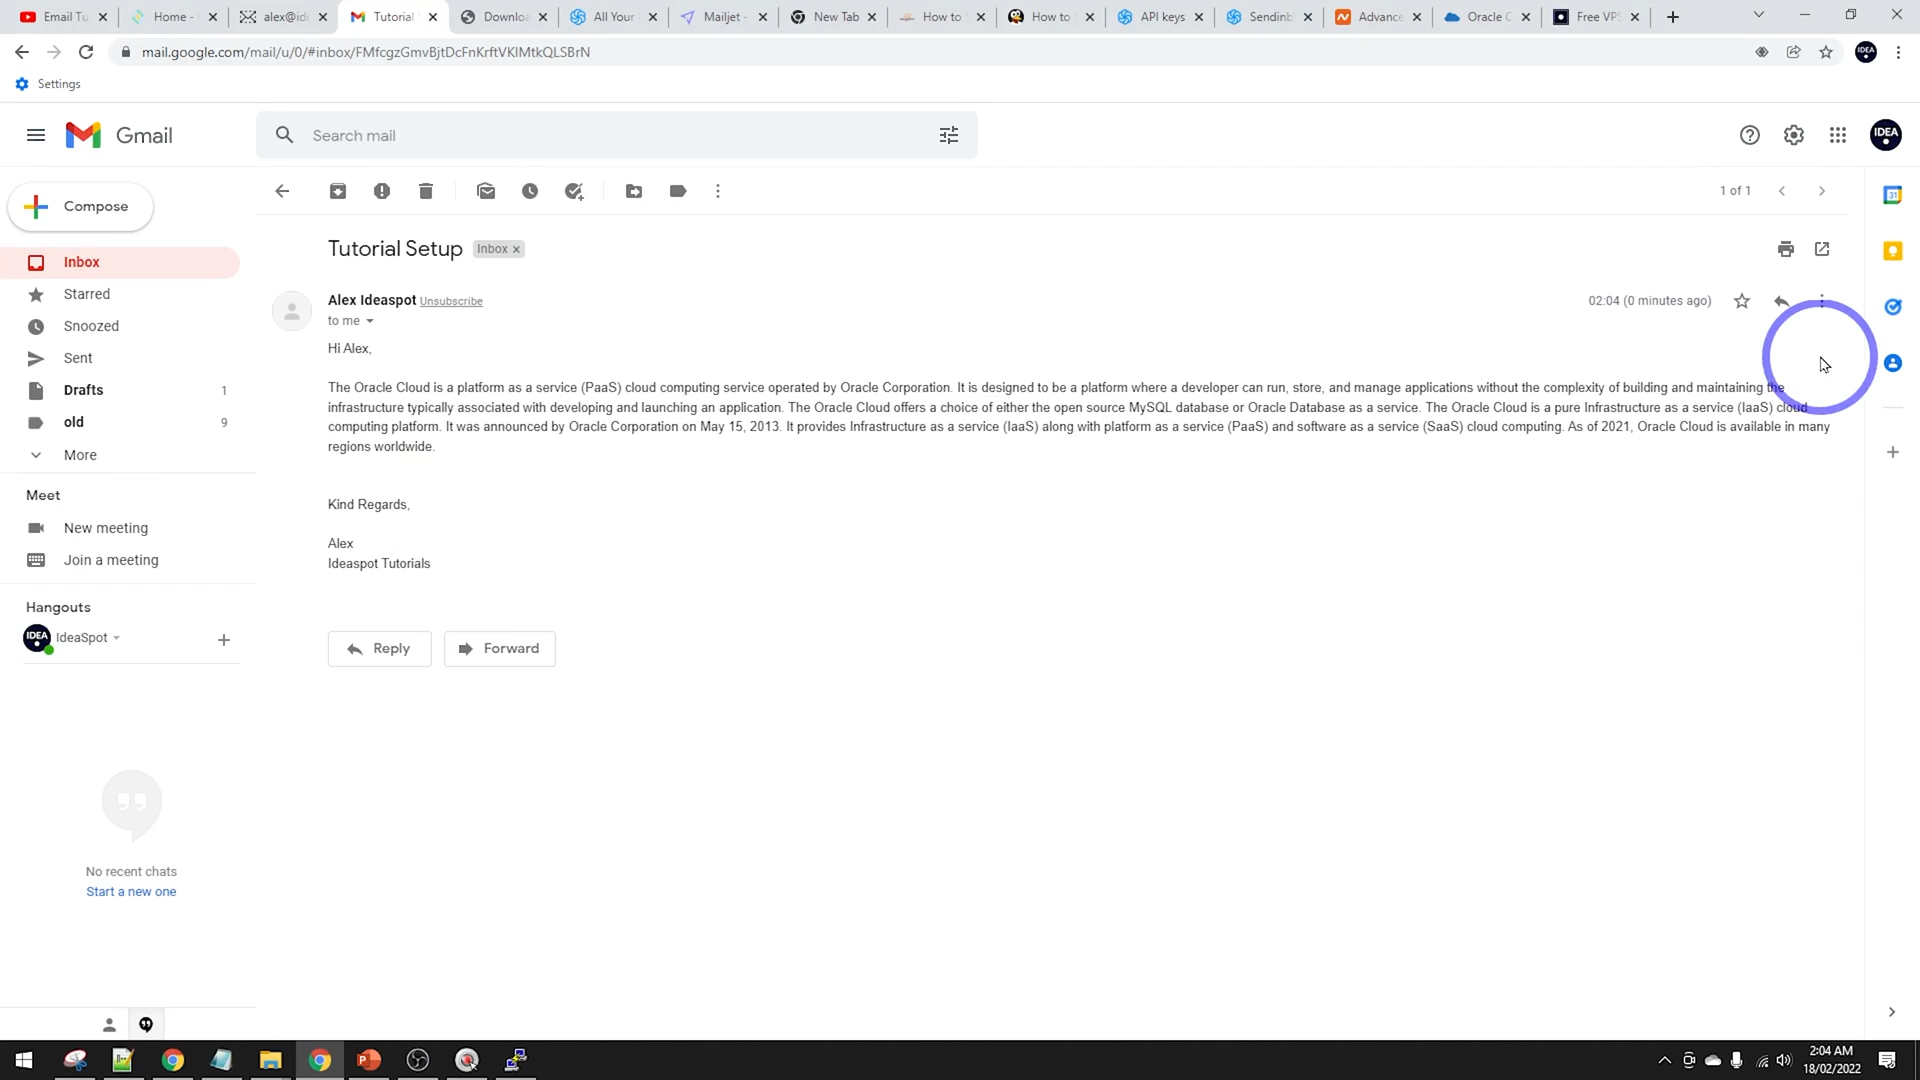 Email Tu
Home -
alex@ide
Tutorial
Downloa
All Your
Mailjet -
New Tab
How to
How to
API keys
Sendinbl
Advance
Oracle C
Free VPS
mail.google.com/mail/u/0/#inbox/FMfcgzGmvBjtDcFnKrftVKlMtkQLSBrN
IDEA
Settings
Gmail
Search mail
IDEA
Compose
1 of 1
31
Inbox
Starred
Snoozed
Sent
Drafts 1
old 9
More
Meet
New meeting
Join a meeting
Hangouts
IDEA IdeaSpot
No recent chats
Start a new one
Tutorial Setup Inbox ×
Alex Ideaspot Unsubscribe 02:04 (0 minutes ago)
to me
Hi Alex,
The Oracle Cloud is a platform as a service (PaaS) cloud computing service operated by Oracle Corporation. It is designed to be a platform where a developer can run, store, and manage applications without the complexity of building and maintaining the
infrastructure typically associated with developing and launching an application. The Oracle Cloud offers a choice of either the open source MySQL database or Oracle Database as a service. The Oracle Cloud is a pure Infrastructure as a service (IaaS) cloud
computing platform. It was announced by Oracle Corporation on May 15, 2013. It provides Infrastructure as a service (IaaS) along with platform as a service (PaaS) and software as a service (SaaS) cloud computing. As of 2021, Oracle Cloud is available in many
regions worldwide.
Kind Regards,
Alex
Ideaspot Tutorials
Reply
Forward
2:04 AM
18/02/2022